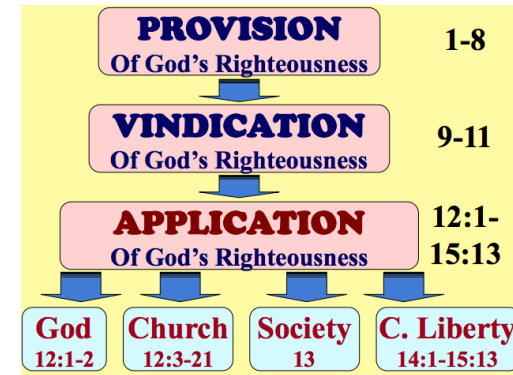 PROVISION
Of God's Righteousness
1-8
VINDICATION
Of God's Righteousness
9-11
APPLICATION
Of God's Righteousness
12:1-
15:13
God
12:1-2
Church
12:3-21
Society
13
C. Liberty
14:1-15:13